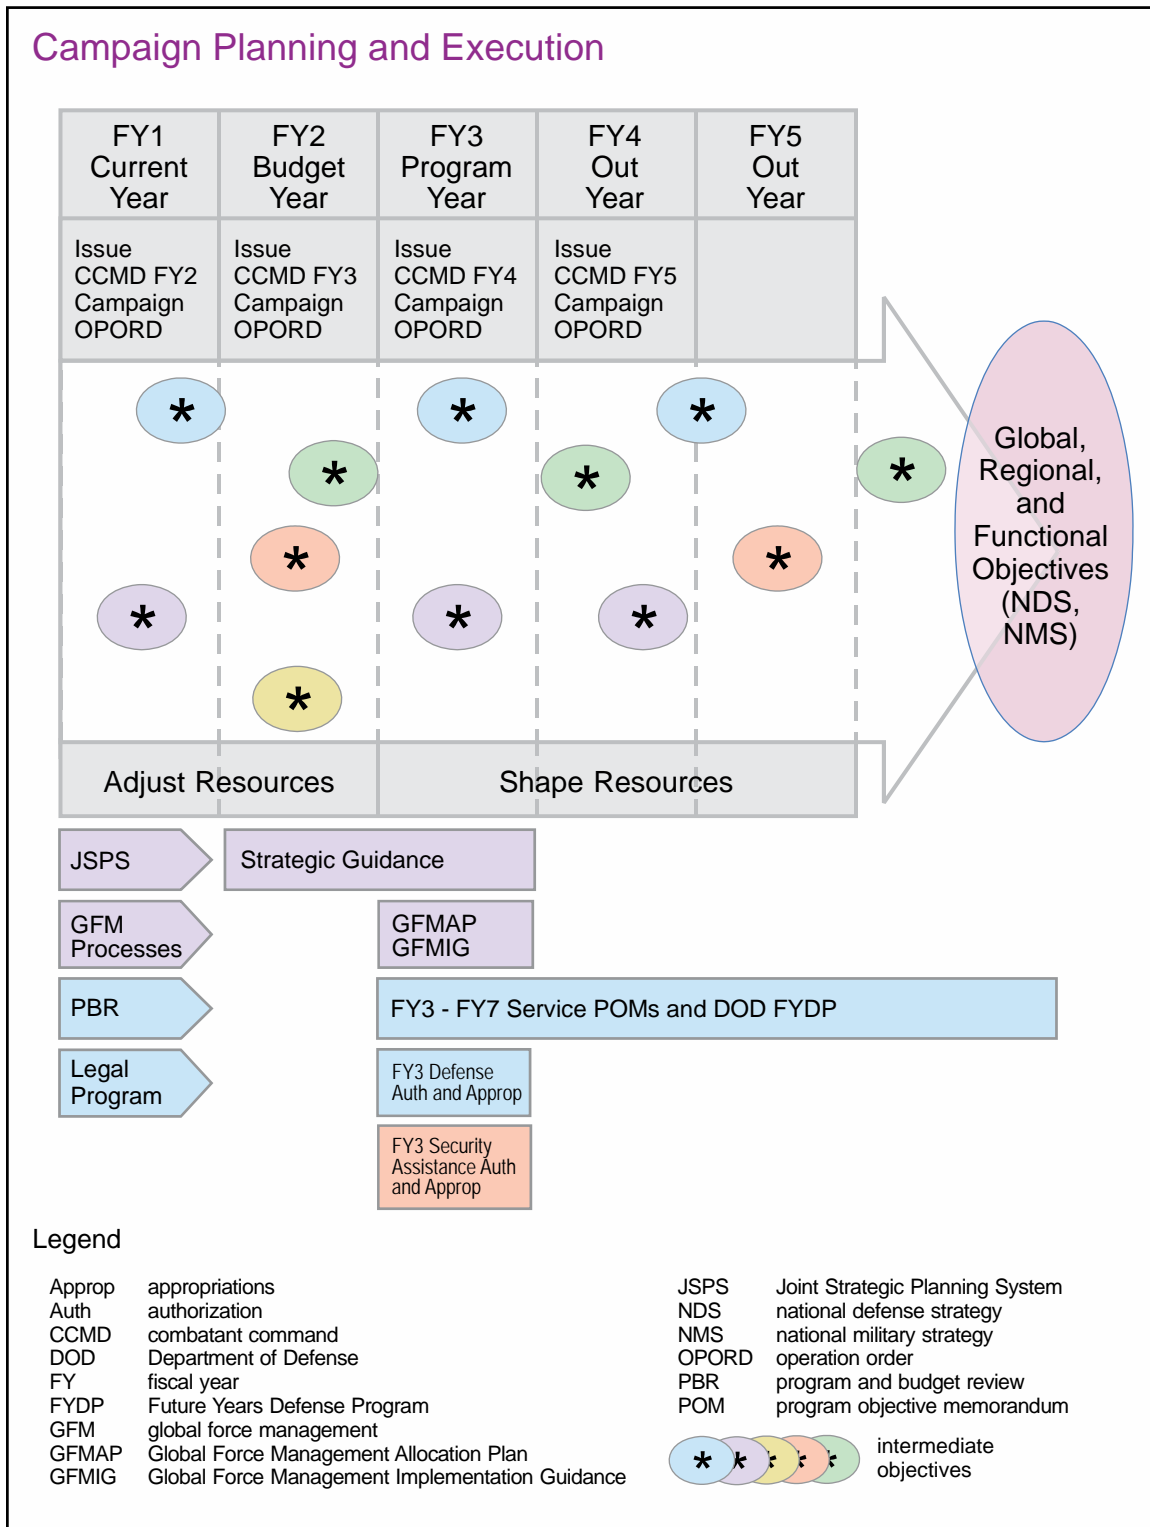 Campaign Planning and Execution
FY1
Current
Year
FY2
Budget
Year
FY3
Program
Year
FY4
Out
Year
FY5
Out
Year
Issue
CCMD FY2
Campaign
OPORD
Issue
CCMD FY3
Campaign
OPORD
Issue
CCMD FY4
Campaign
OPORD
Issue
CCMD FY5
Campaign
OPORD
*
*
*
*
*
*
*
*
*
*
*
*
Global,
Regional,
and
Functional
Objectives
(NDS,
NMS)
Adjust Resources
Shape Resources
JSPS
Strategic Guidance
GFM
Processes
GFMAP
GFMIG
PBR
FY3 - FY7 Service POMs and DOD FYDP
Legal
Program
FY3 Defense
Auth and Approp
FY3 Security
Assistance Auth
and Approp
Legend
Approp appropriations
Auth authorization
CCMD combatant command
DOD Department of Defense
FY fiscal year
FYDP Future Years Defense Program
GFM global force management
GFMAP Global Force Management Allocation Plan
GFMIG Global Force Management Implementation Guidance
JSPS Joint Strategic Planning System
NDS national defense strategy
NMS national military strategy
OPORD operation order
PBR program and budget review
POM program objective memorandum
* * * * *
intermediate
objectives